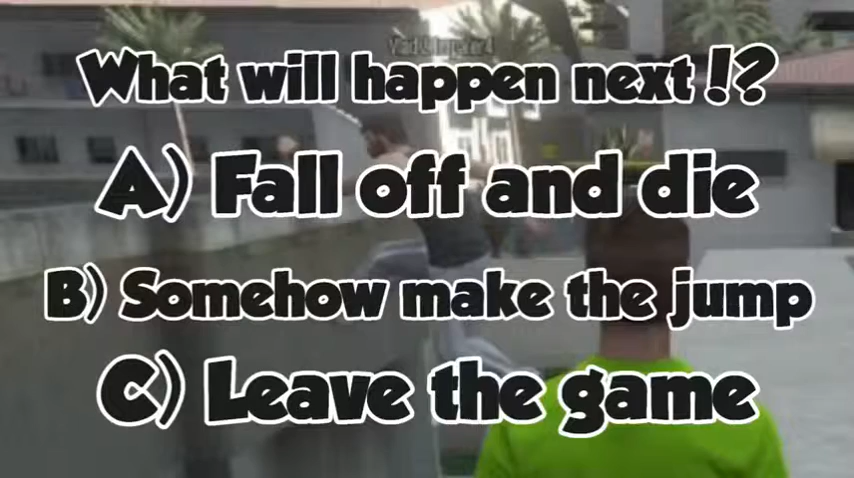 What will happen next!?
A) Fall off and die
B) Somehow make the jump
C) Leave the game